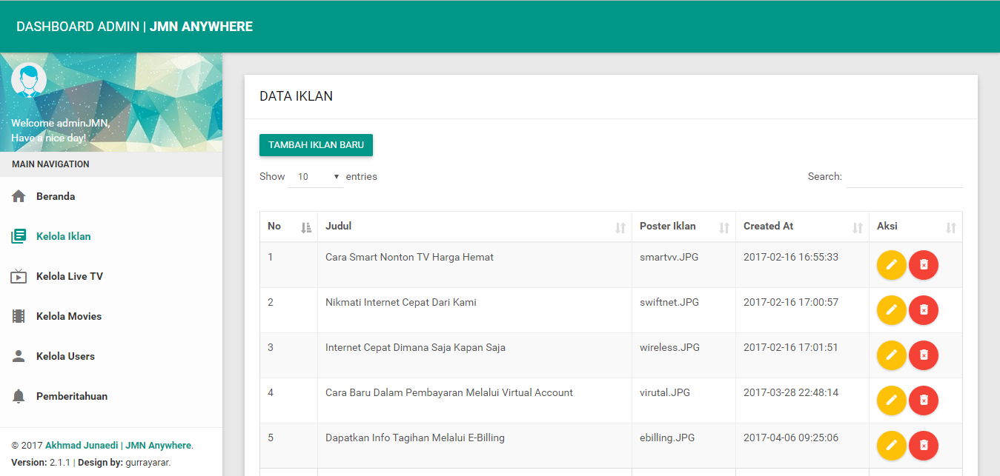 DASHBOARD ADMIN | JMN ANYWHERE
Welcome adminJMN,
Have a nice day!
MAIN NAVIGATION
Beranda
Kelola Iklan
Kelola Live TV
Kelola Movies
Kelola Users
Pemberitahuan
© 2017 Akhmad Junaedi | JMN Anywhere.
Version: 2.1.1 | Design by: gurrayarar.
DATA IKLAN
TAMBAH IKLAN BARU
Show 10 entries
Search:
No Judul Poster Iklan Created At Aksi
1 Cara Smart Nonton TV Harga Hemat smartvv.JPG 2017-02-16 16:55:33
2 Nikmati Internet Cepat Dari Kami swiftnet.JPG 2017-02-16 17:00:57
3 Internet Cepat Dimana Saja Kapan Saja wireless.JPG 2017-02-16 17:01:51
4 Cara Baru Dalam Pembayaran Melalui Virtual Account virutal.JPG 2017-03-28 22:48:14
5 Dapatkan Info Tagihan Melalui E-Billing ebilling.JPG 2017-04-06 09:25:06